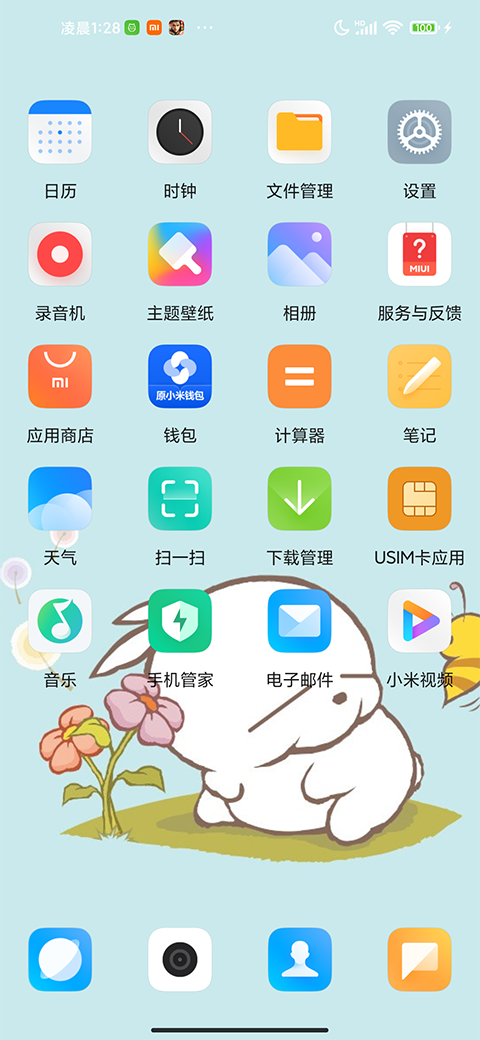 凌晨1:28 mi ··· HD 100
日历 时钟 文件管理 设置
? MIUI
录音机 主题壁纸 相册 服务与反馈
mi 原小米钱包
应用商店 钱包 计算器 笔记
天气 扫一扫 下载管理 USIM卡应用
音乐 手机管家 电子邮件 小米视频